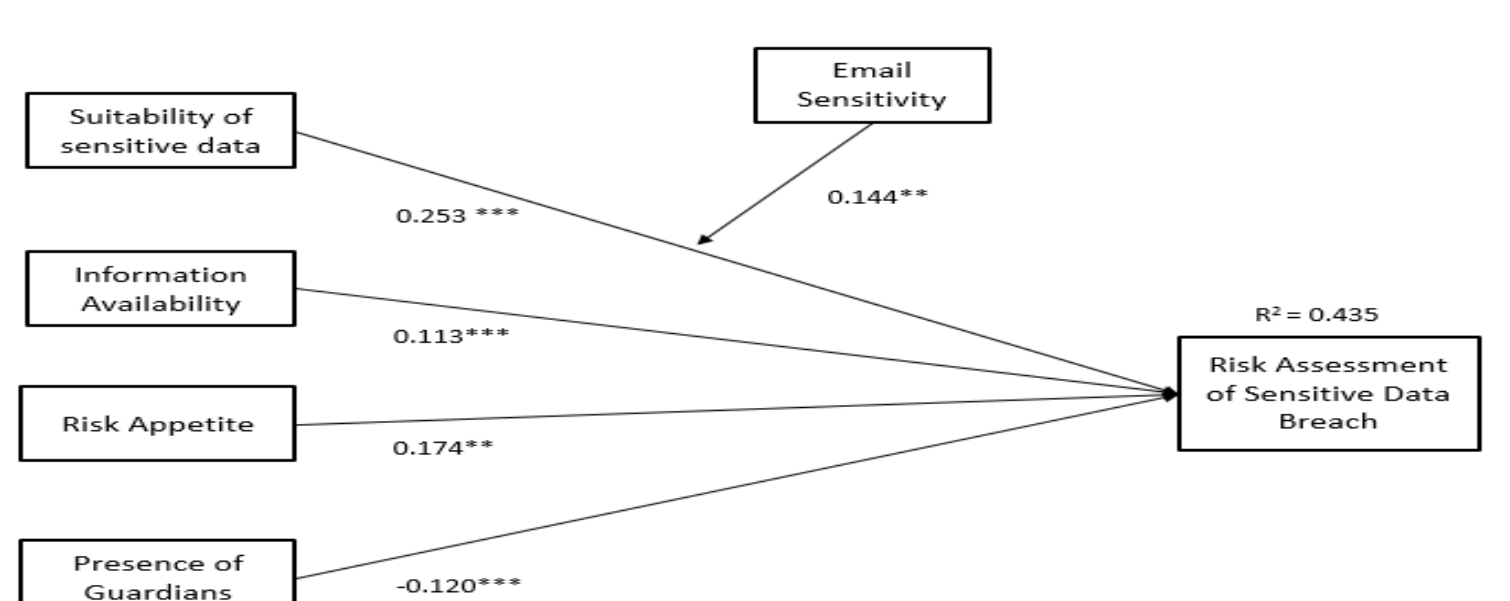 Email
Sensitivity
Suitability of
sensitive data
0.144**
0.253 ***
Information
Availability
0.113***
R² = 0.435
Risk Assessment
of Sensitive Data
Breach
Risk Appetite
0.174**
Presence of
Guardians
-0.120***